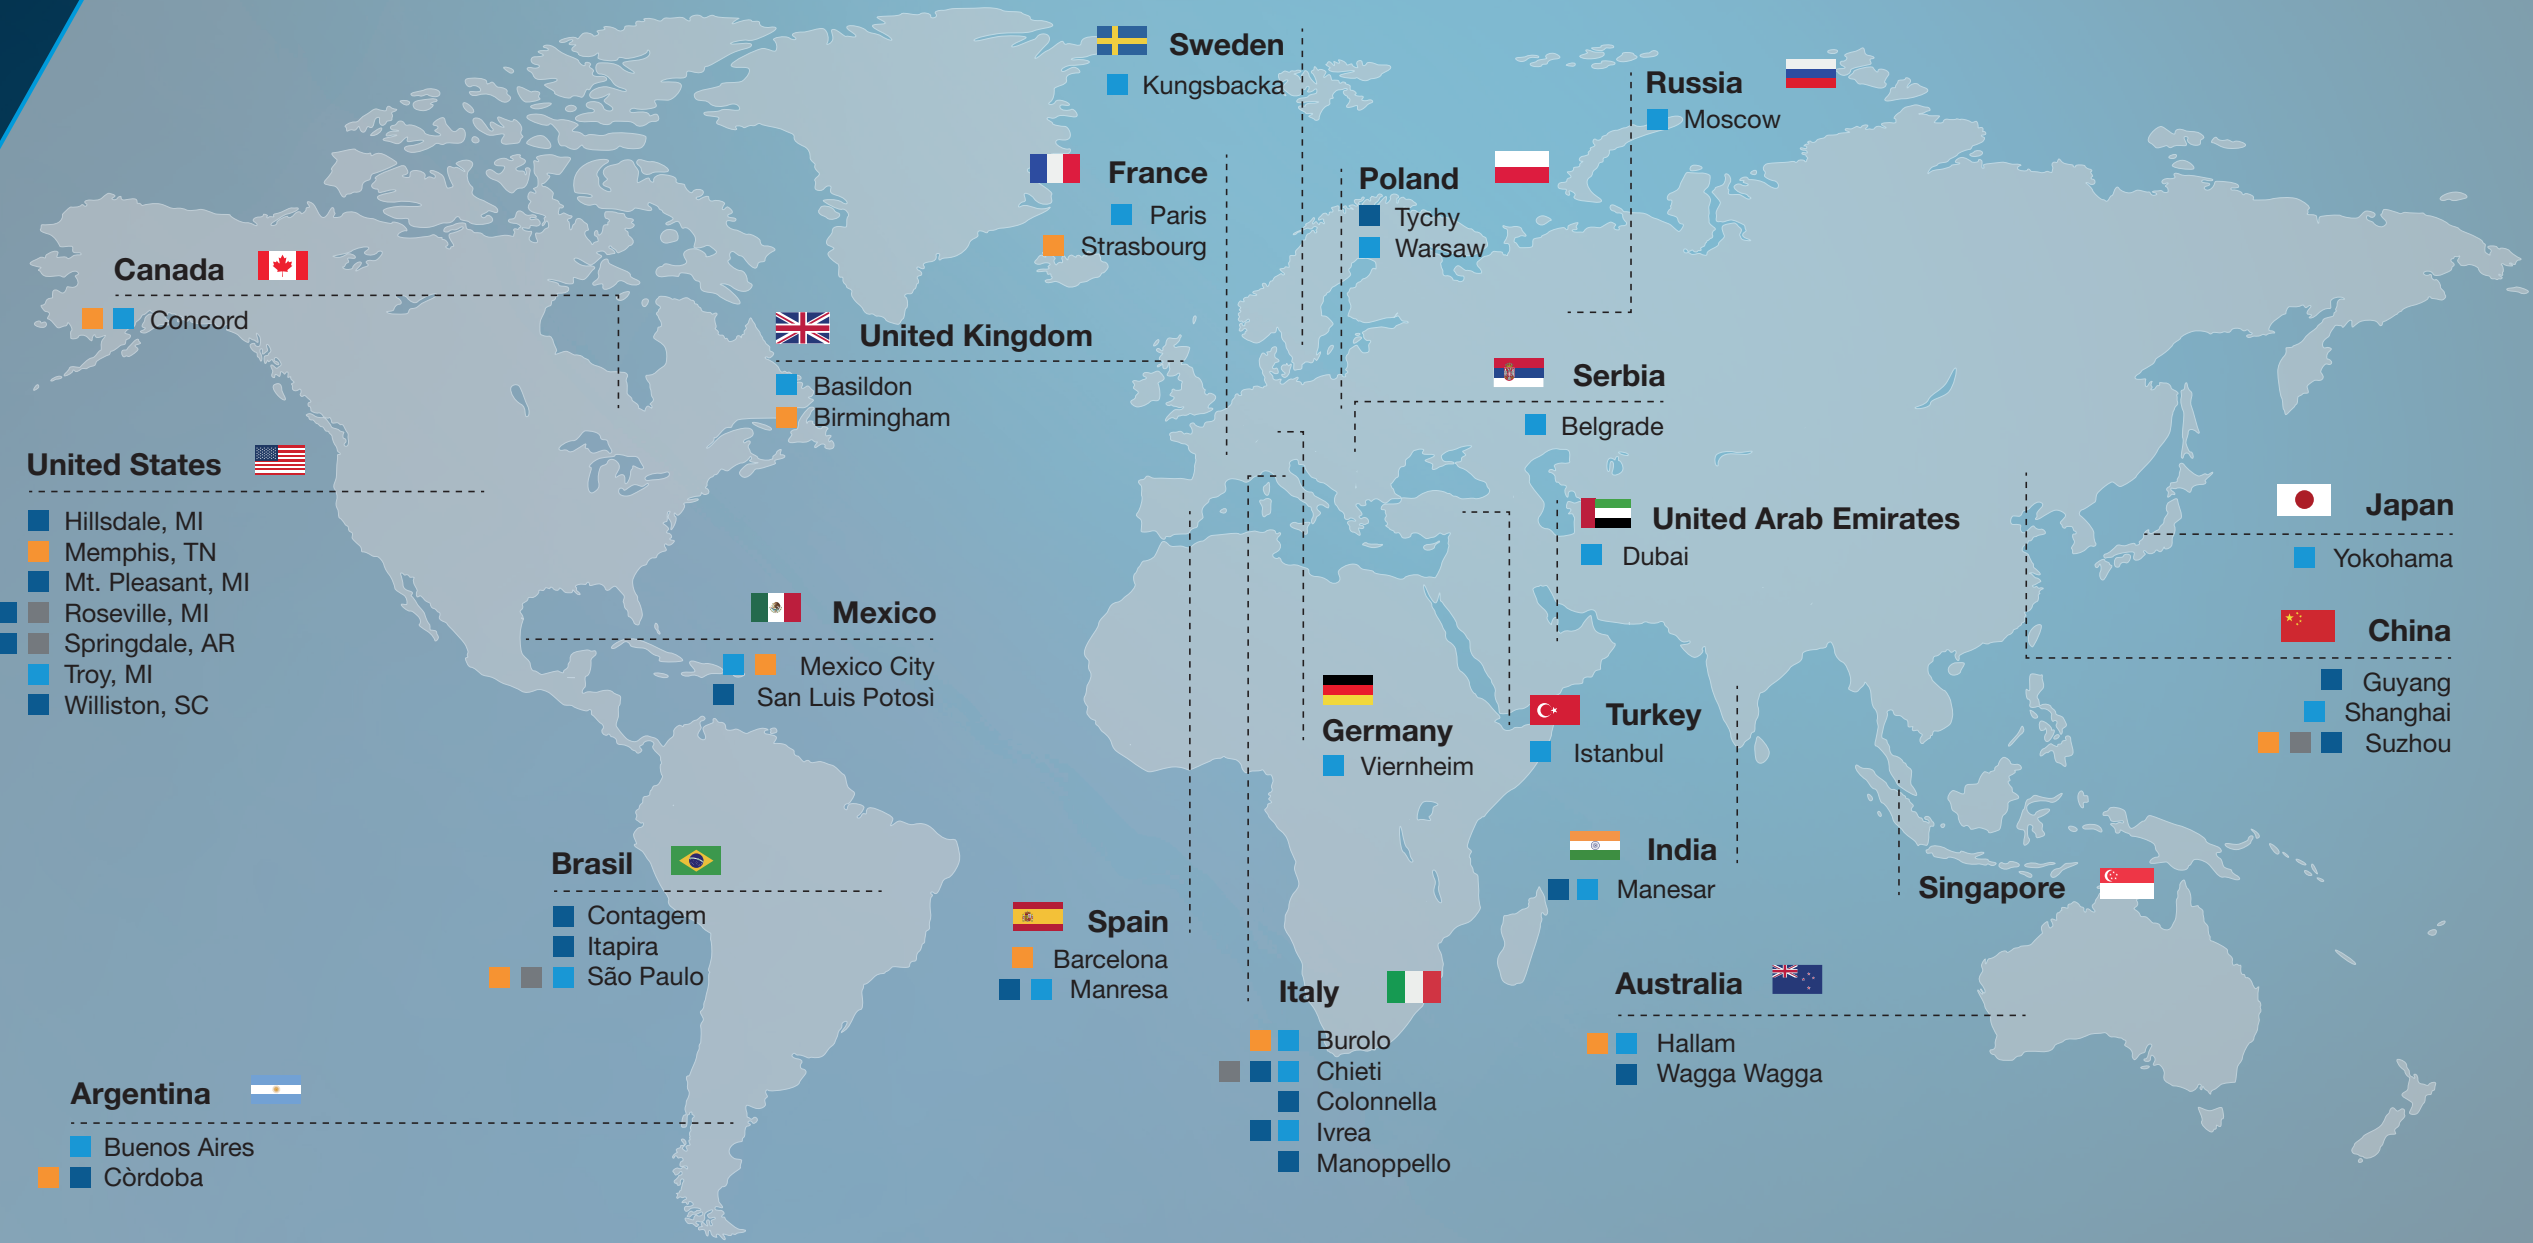 Sweden
Kungsbacka
Russia
Moscow
France
Paris
Strasbourg
Poland
Tychy
Warsaw
Canada
Concord
United Kingdom
Basildon
Birmingham
Serbia
Belgrade
United States
Hillsdale, MI
Memphis, TN
Mt. Pleasant, MI
Roseville, MI
Springdale, AR
Troy, MI
Williston, SC
United Arab Emirates
Dubai
Japan
Yokohama
Mexico
Mexico City
San Luis Potosì
China
Guyang
Shanghai
Suzhou
Germany
Viernheim
Turkey
Istanbul
Brasil
Contagem
Itapira
São Paulo
India
Manesar
Singapore
Spain
Barcelona
Manresa
Italy
Burolo
Chieti
Colonnella
Ivrea
Manoppello
Australia
Hallam
Wagga Wagga
Argentina
Buenos Aires
Còrdoba